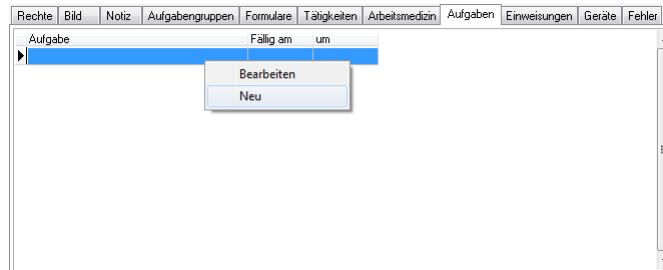 Rechte Bild Notiz Aufgabengruppen Formulare Tätigkeiten Arbeitsmedizin Aufgaben Einweisungen Geräte Fehler
Aufgabe Fällig am um
Bearbeiten
Neu